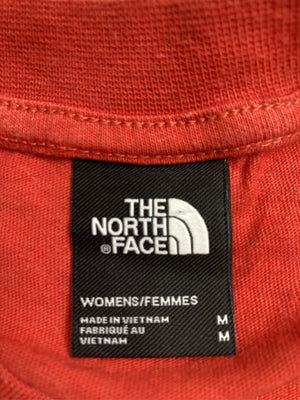 THE
NORTH
®FACE
WOMENS/FEMMES
MADE IN VIETNAM M
FABRIQUÉ AU M
VIETNAM